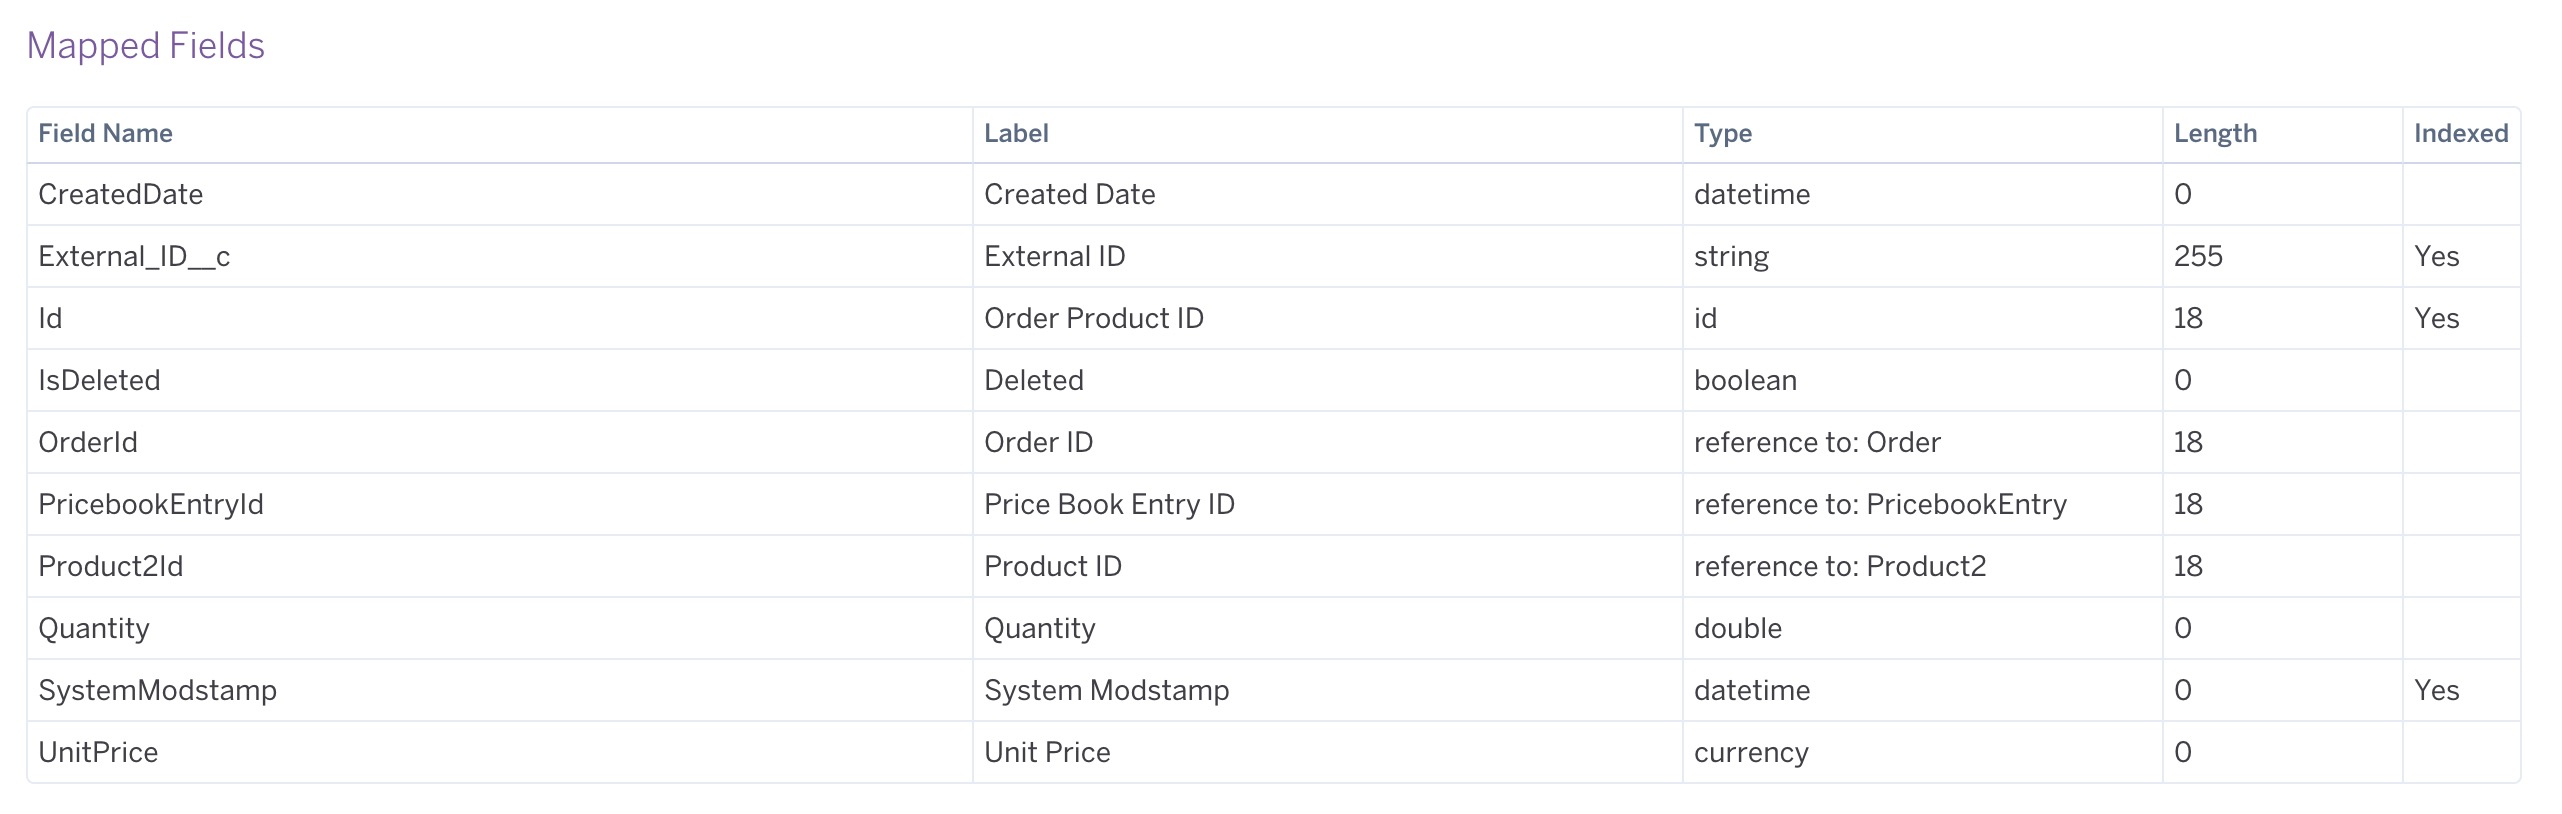 Mapped Fields
Field Name Label Type Length Indexed
CreatedDate Created Date datetime 0
External_ID__c External ID string 255 Yes
Id Order Product ID id 18 Yes
IsDeleted Deleted boolean 0
OrderId Order ID reference to: Order 18
PricebookEntryId Price Book Entry ID reference to: PricebookEntry 18
Product2Id Product ID reference to: Product2 18
Quantity Quantity double 0
SystemModstamp System Modstamp datetime 0 Yes
UnitPrice Unit Price currency 0